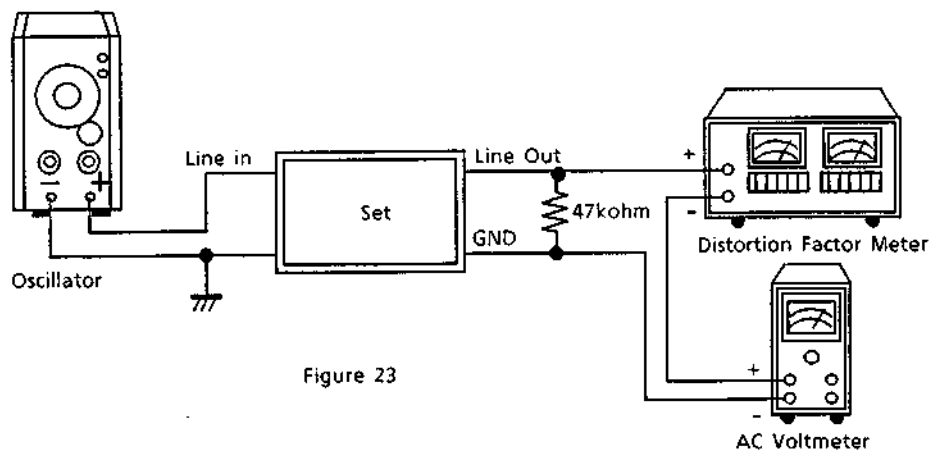 Line in
Line Out
+
Set
47kohm
-
GND
Distortion Factor Meter
Oscillator
Figure 23
+
-
AC Voltmeter